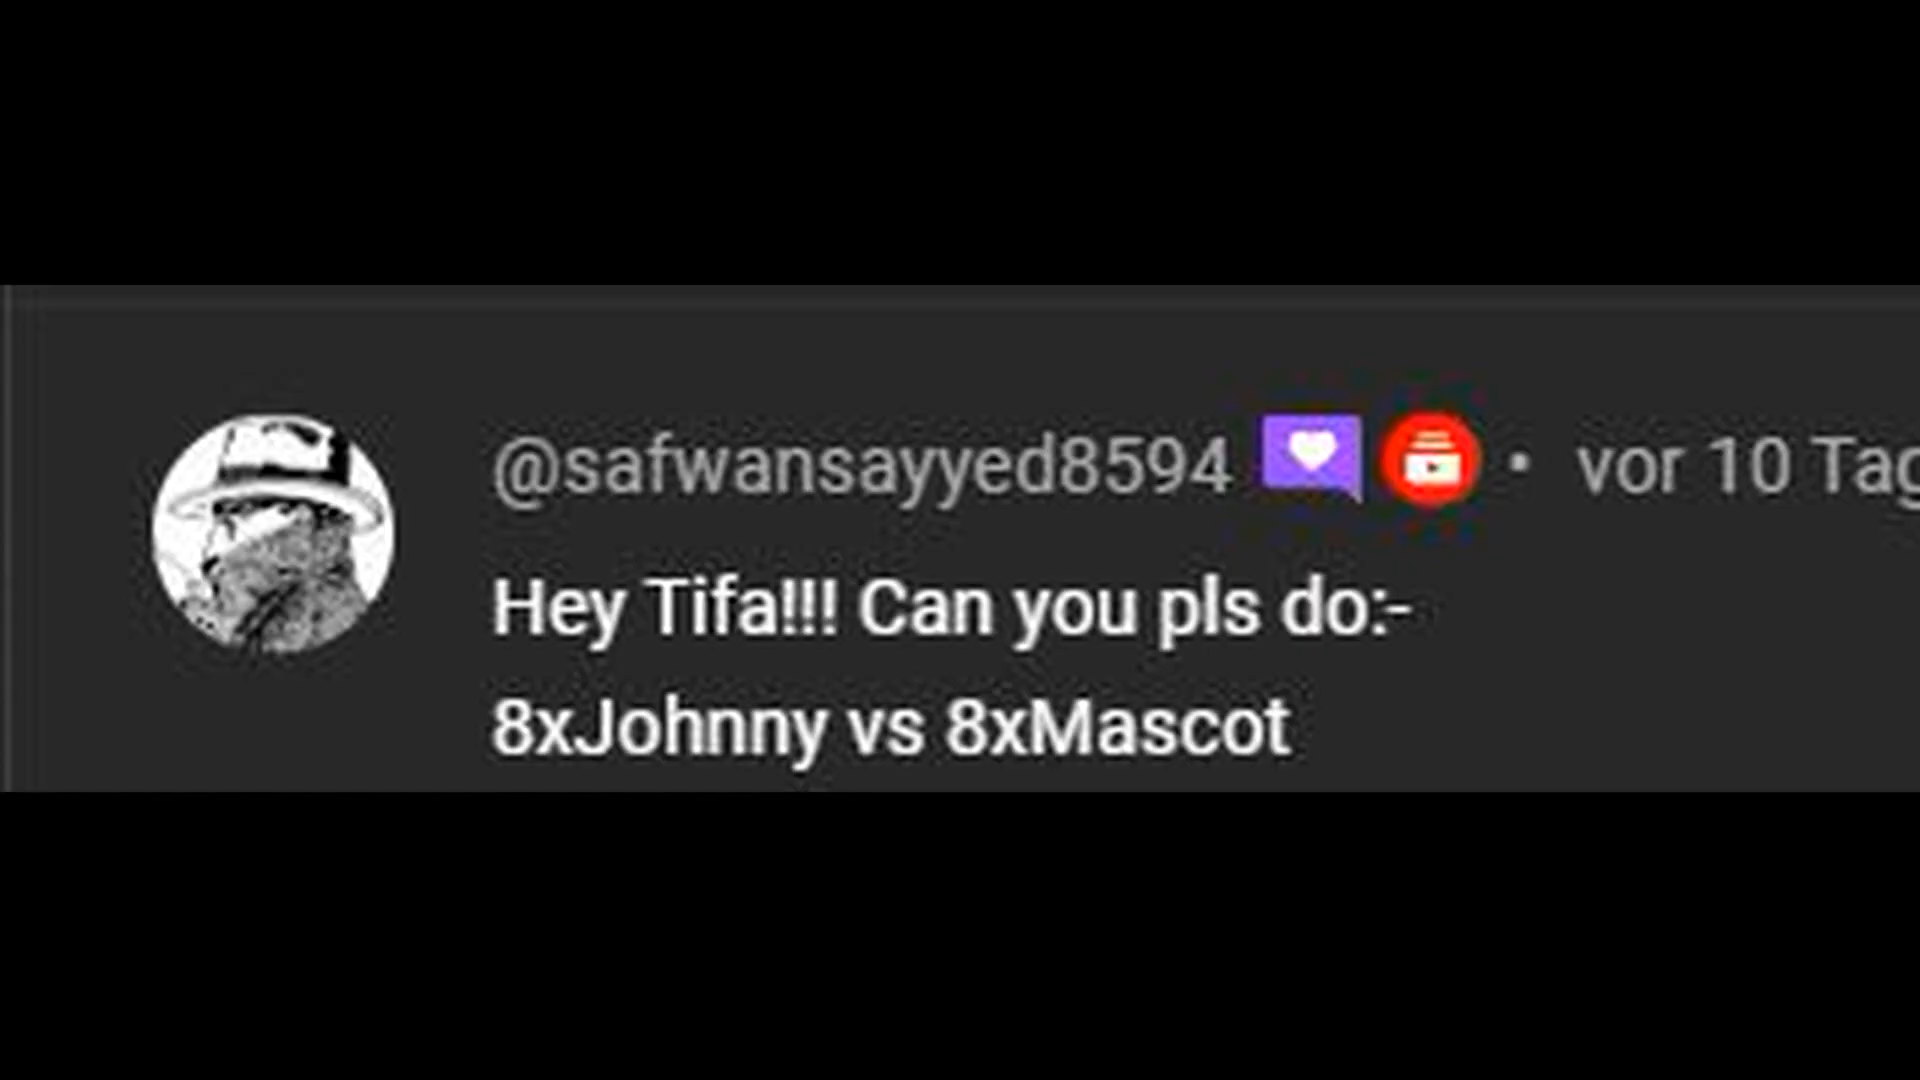 @safwansayyed8594 • vor 10 Tag
Hey Tifa!!! Can you pls do:-
8xJohnny vs 8xMascot